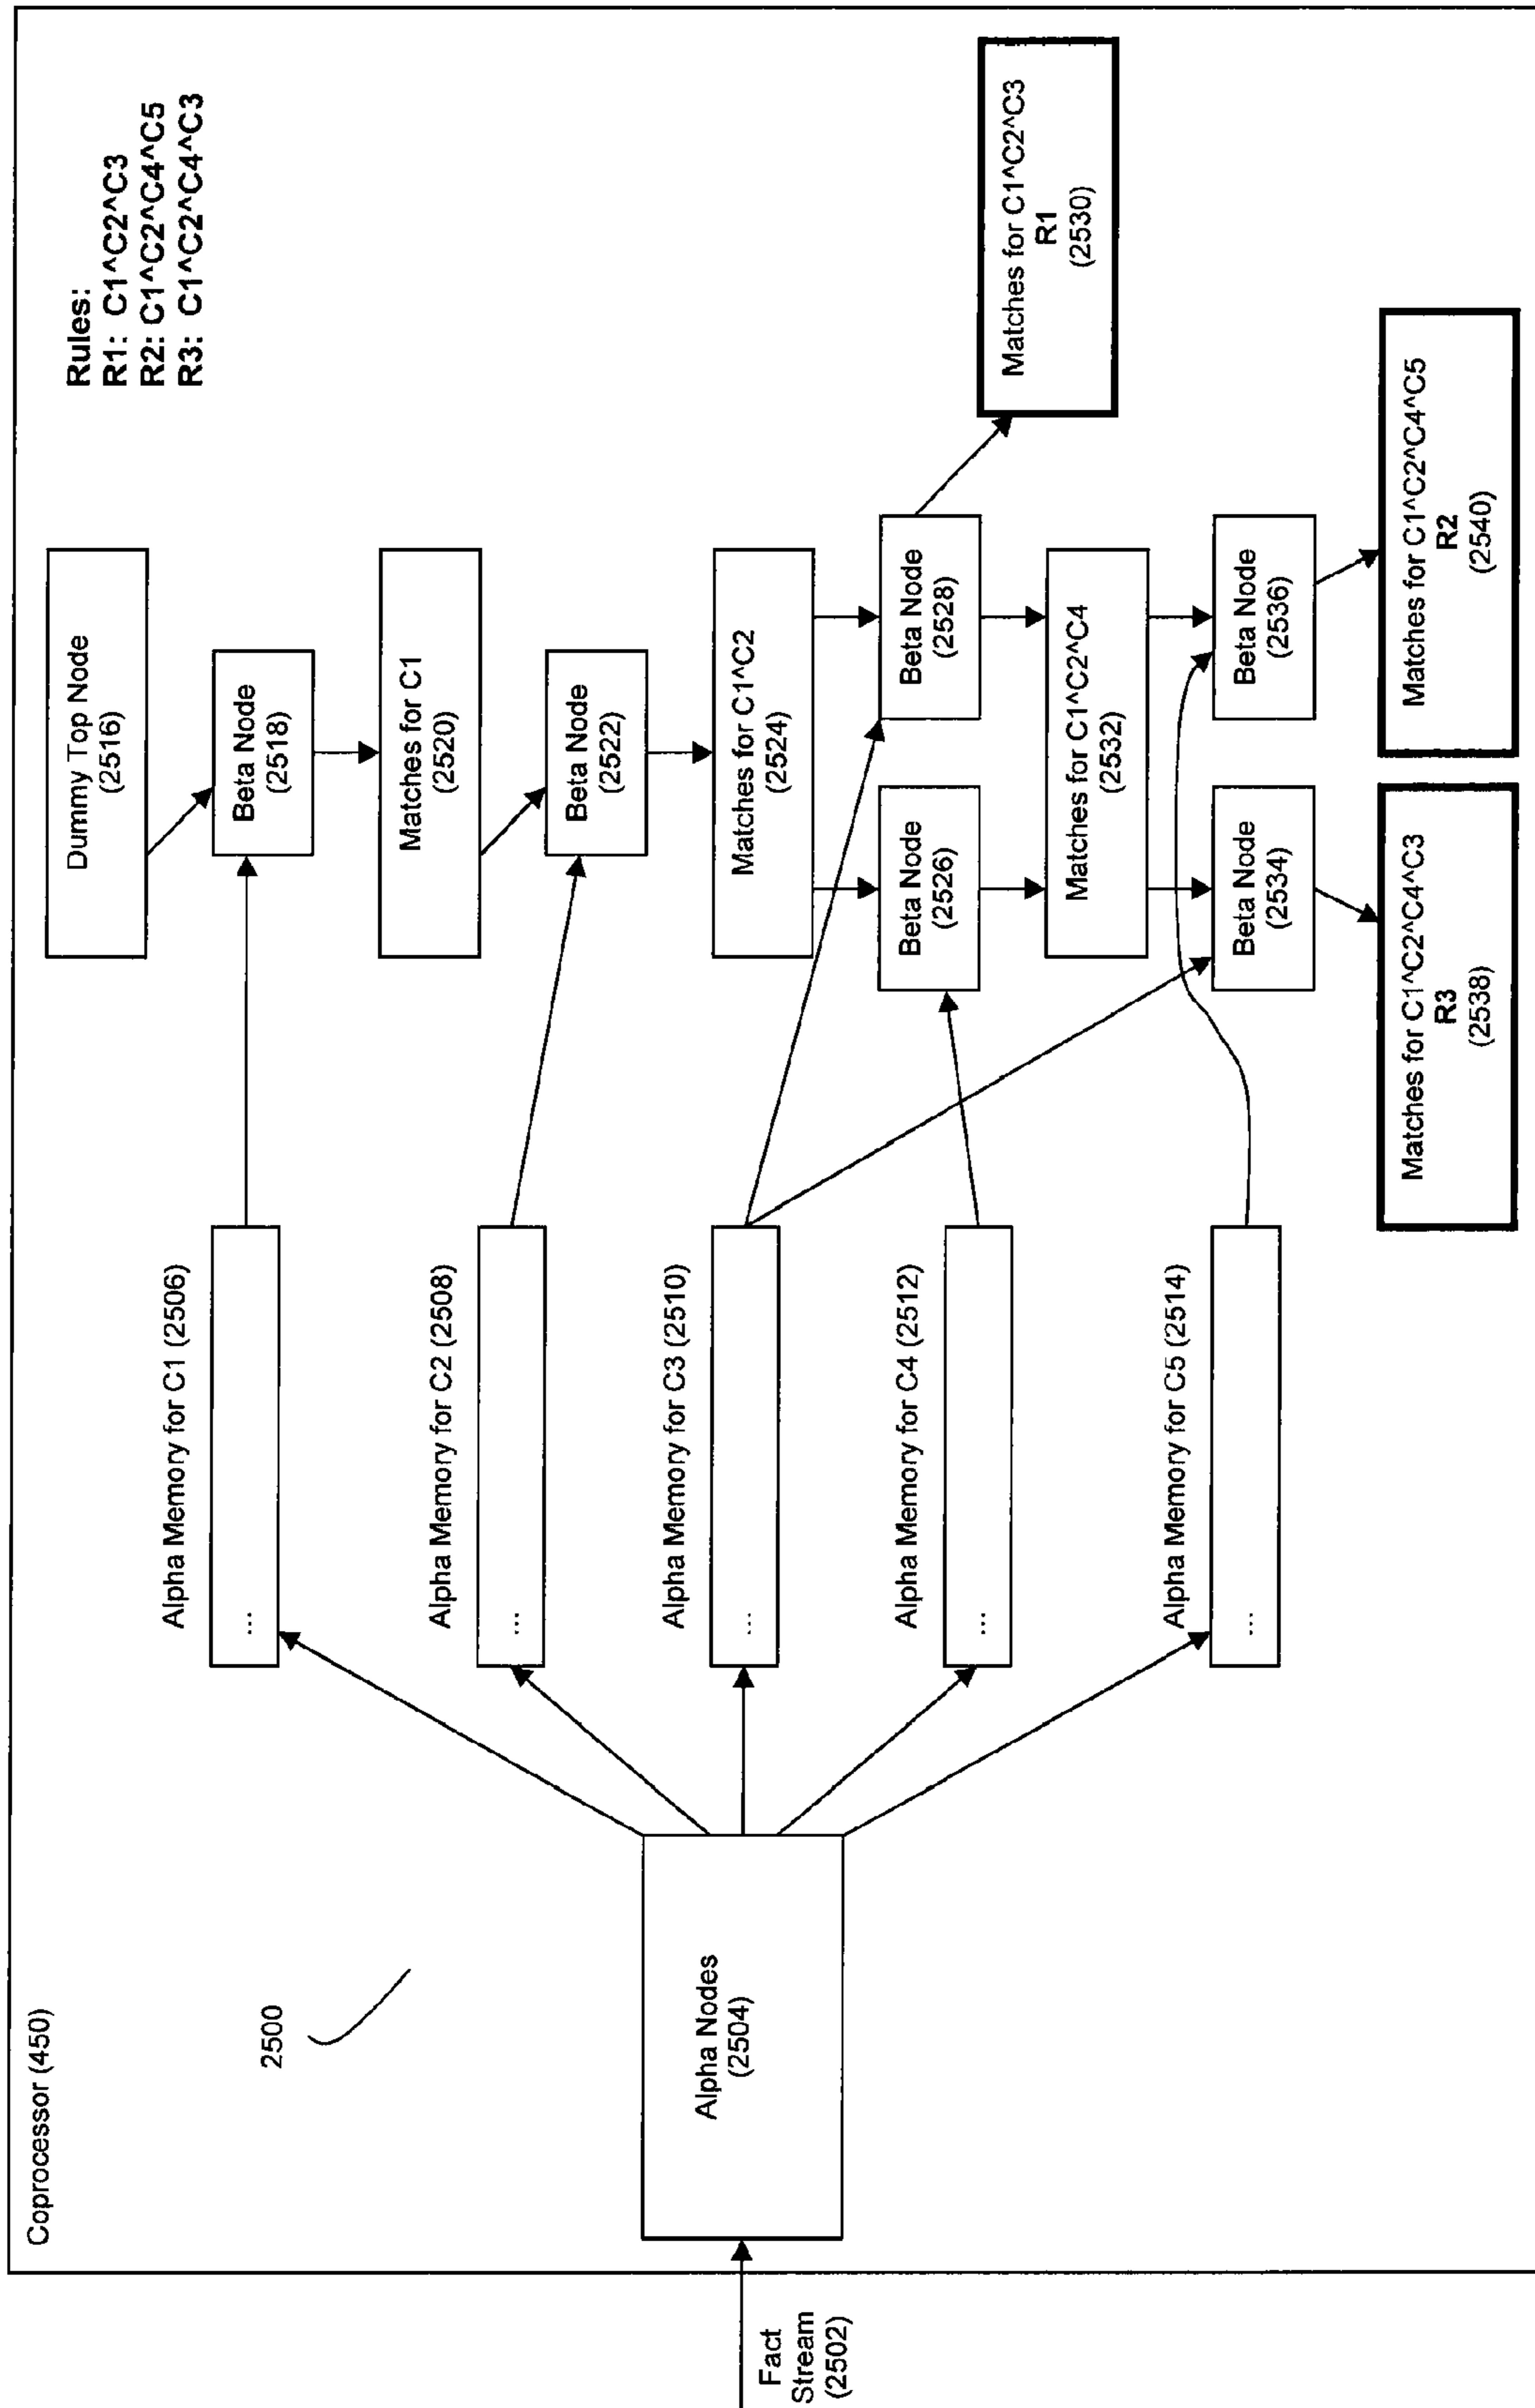 Coprocessor (450)
2500
Rules:
R1: C1^C2^C3
R2: C1^C2^C4^C5
R3: C1^C2^C4^C3
Fact
Stream
(2502)
Alpha Nodes
(2504)
Alpha Memory for C1 (2506)
...
Alpha Memory for C2 (2508)
...
Alpha Memory for C3 (2510)
...
Alpha Memory for C4 (2512)
...
Alpha Memory for C5 (2514)
...
Dummy Top Node
(2516)
Beta Node
(2518)
Matches for C1
(2520)
Beta Node
(2522)
Matches for C1^C2
(2524)
Beta Node
(2526)
Beta Node
(2528)
Matches for C1^C2^C3
R1
(2530)
Matches for C1^C2^C4
(2532)
Beta Node
(2534)
Beta Node
(2536)
Matches for C1^C2^C4^C3
R3
(2538)
Matches for C1^C2^C4^C5
R2
(2540)